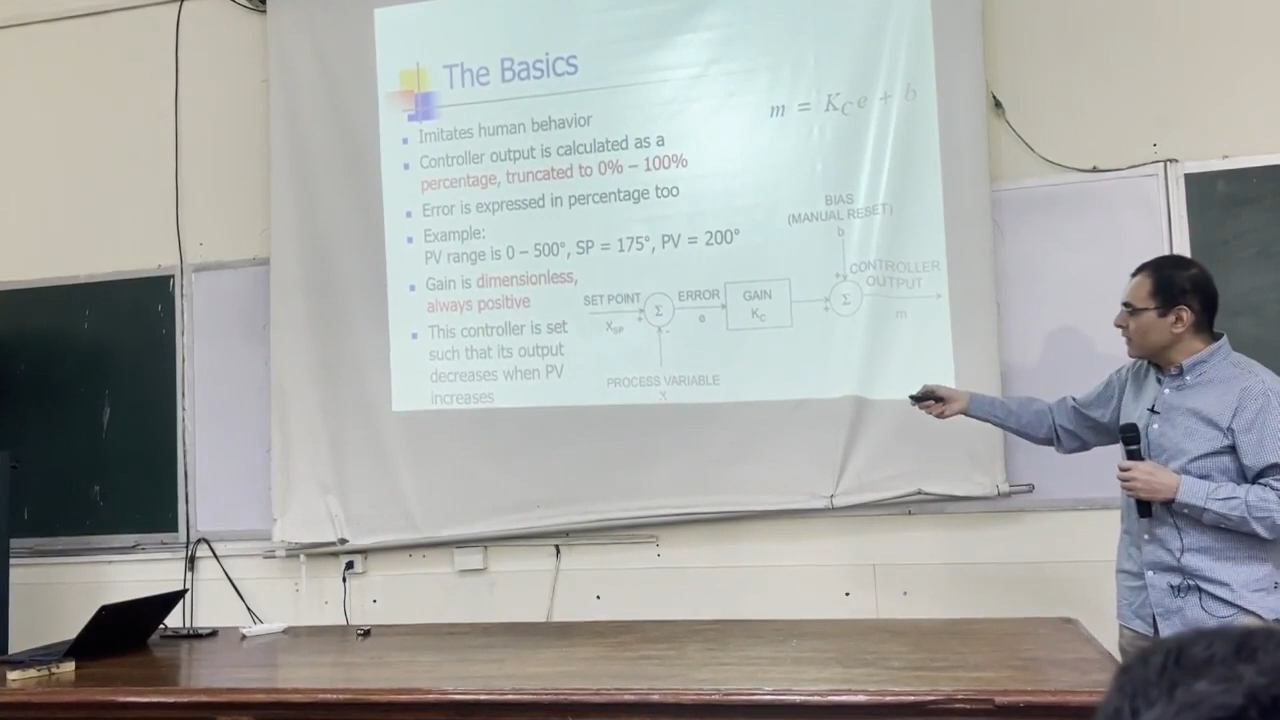 The Basics
m = K_C e + b
Imitates human behavior
Controller output is calculated as a
percentage, truncated to 0% – 100%
Error is expressed in percentage too
Example:
PV range is 0 – 500°, SP = 175°, PV = 200°
Gain is dimensionless,
always positive
This controller is set
such that its output
decreases when PV
increases
BIAS
(MANUAL RESET)
b
SET POINT
X_SP
+
Σ
-
ERROR
e
GAIN
K_C
+
+
Σ
CONTROLLER
OUTPUT
m
PROCESS VARIABLE
X